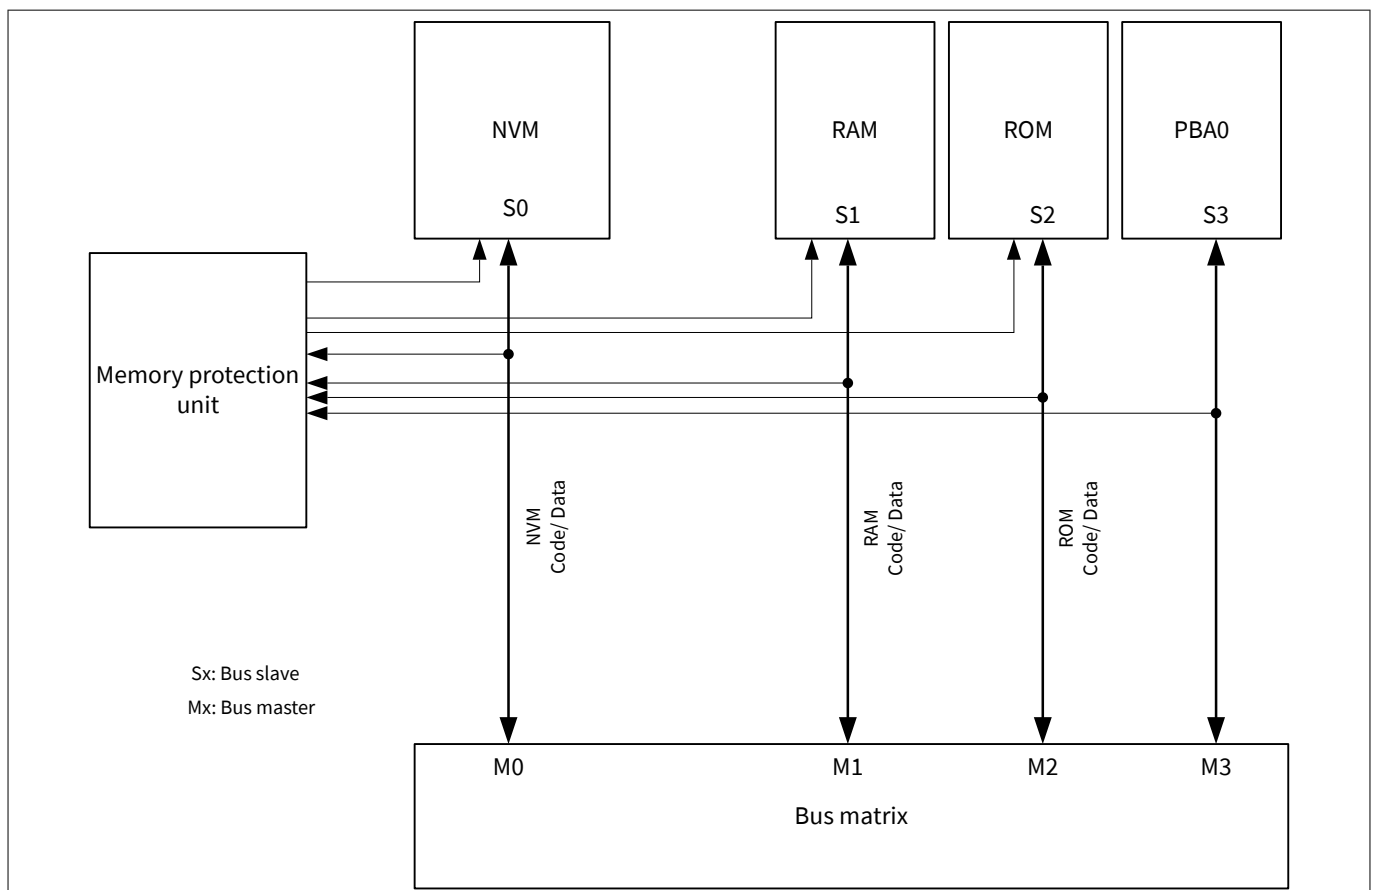 NVM
RAM
ROM
PBA0
S0
S1
S2
S3
Memory protection
unit
NVM
Code/ Data
RAM
Code/ Data
ROM
Code/ Data
Sx: Bus slave
Mx: Bus master
M0
M1
M2
M3
Bus matrix